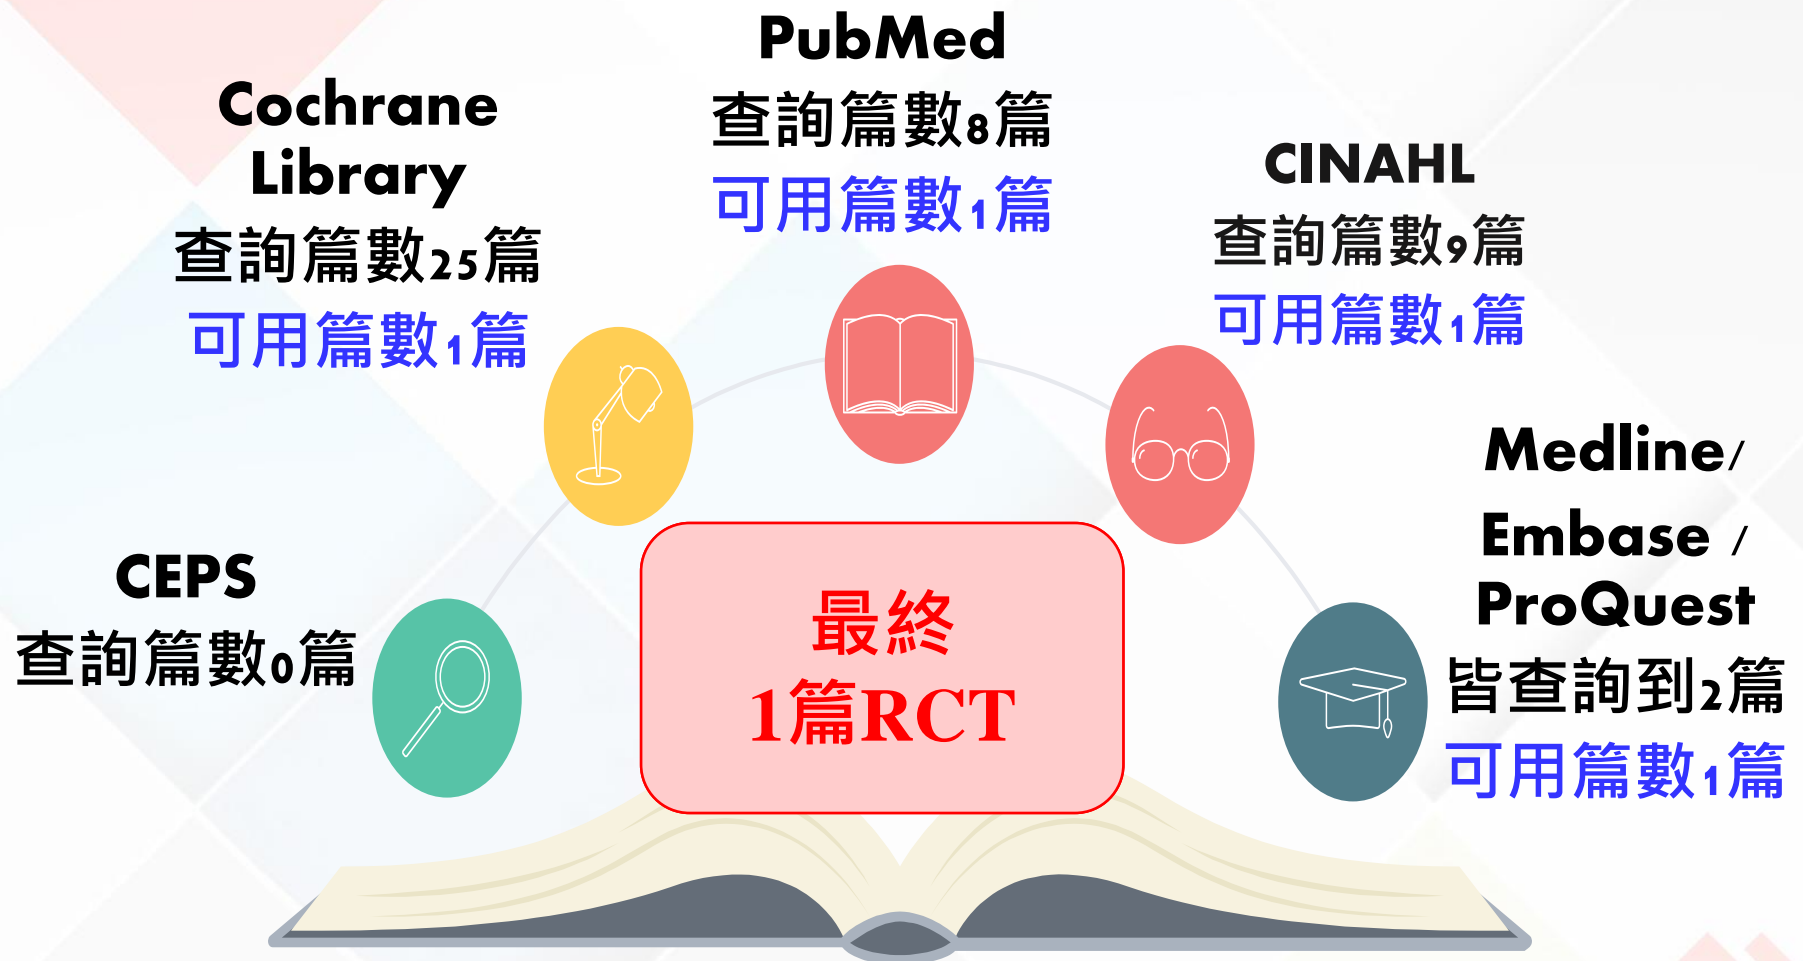 CEPS
查詢篇數0篇
Cochrane
Library
查詢篇數25篇
可用篇數1篇
PubMed
查詢篇數8篇
可用篇數1篇
CINAHL
查詢篇數9篇
可用篇數1篇
Medline/
Embase /
ProQuest
皆查詢到2篇
可用篇數1篇
最終
1篇RCT